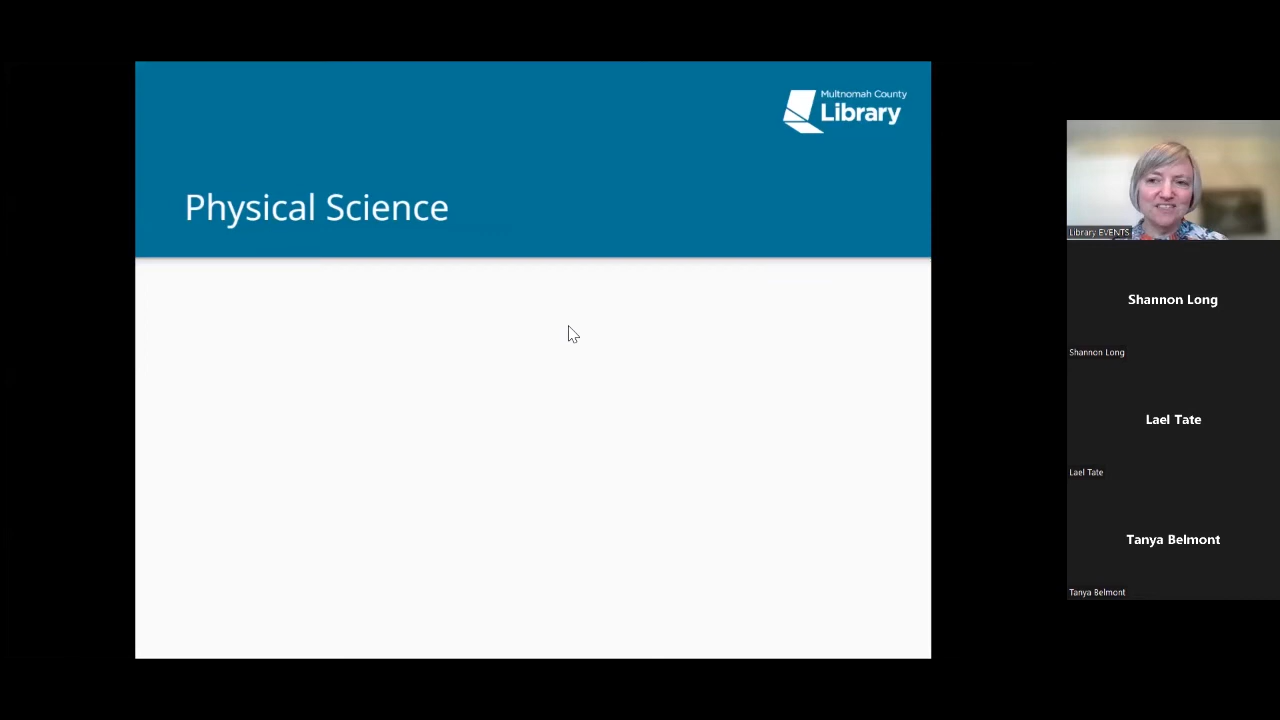 Multnomah County
Library
Physical Science
Library EVENTS
Shannon Long
Shannon Long
Lael Tate
Lael Tate
Tanya Belmont
Tanya Belmont